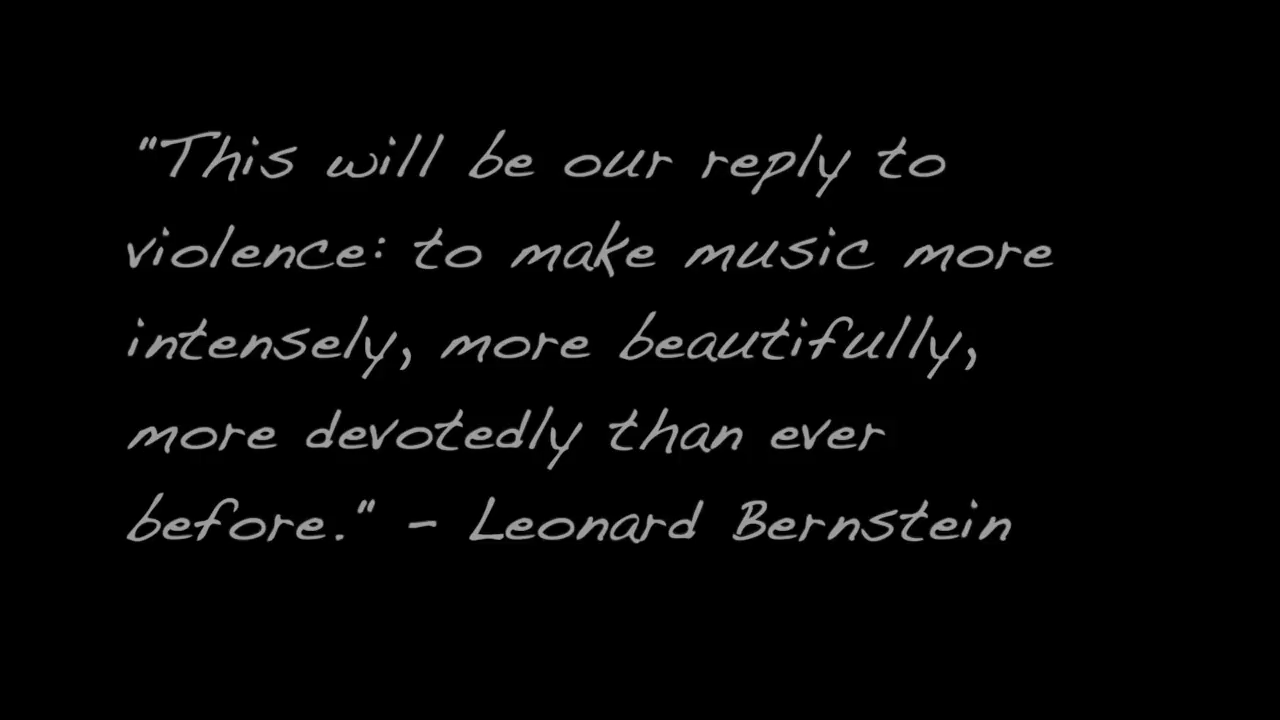 "This will be our reply to
violence: to make music more
intensely, more beautifully,
more devotedly than ever
before." - Leonard Bernstein